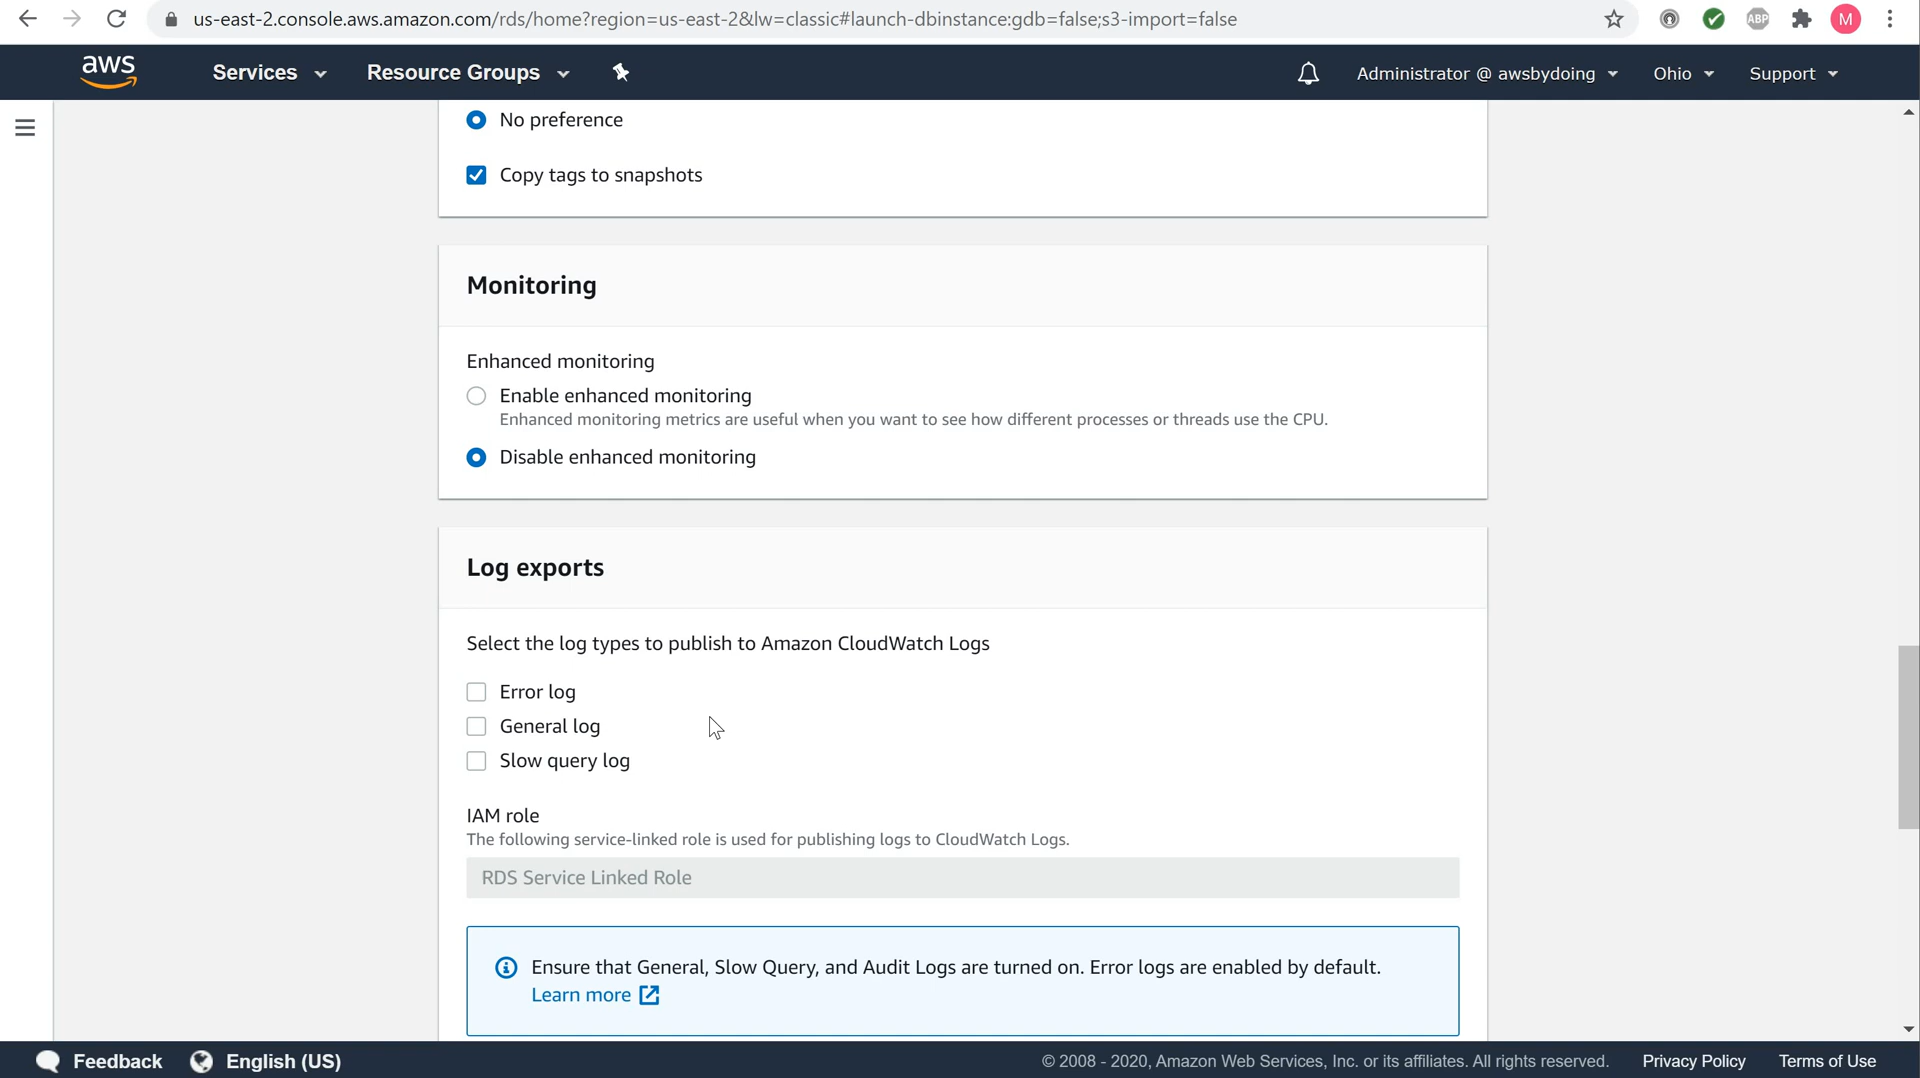 us-east-2.console.aws.amazon.com/rds/home?region=us-east-2&lw=classic#launch-dbinstance:gdb=false;s3-import=false
ABP
M
aws
Services
Resource Groups
Administrator @ awsbydoing
Ohio
Support
No preference
Copy tags to snapshots
Monitoring
Enhanced monitoring
Enable enhanced monitoring
Enhanced monitoring metrics are useful when you want to see how different processes or threads use the CPU.
Disable enhanced monitoring
Log exports
Select the log types to publish to Amazon CloudWatch Logs
Error log
General log
Slow query log
IAM role
The following service-linked role is used for publishing logs to CloudWatch Logs.
RDS Service Linked Role
Ensure that General, Slow Query, and Audit Logs are turned on. Error logs are enabled by default.
Learn more
Feedback
English (US)
© 2008 - 2020, Amazon Web Services, Inc. or its affiliates. All rights reserved.
Privacy Policy
Terms of Use